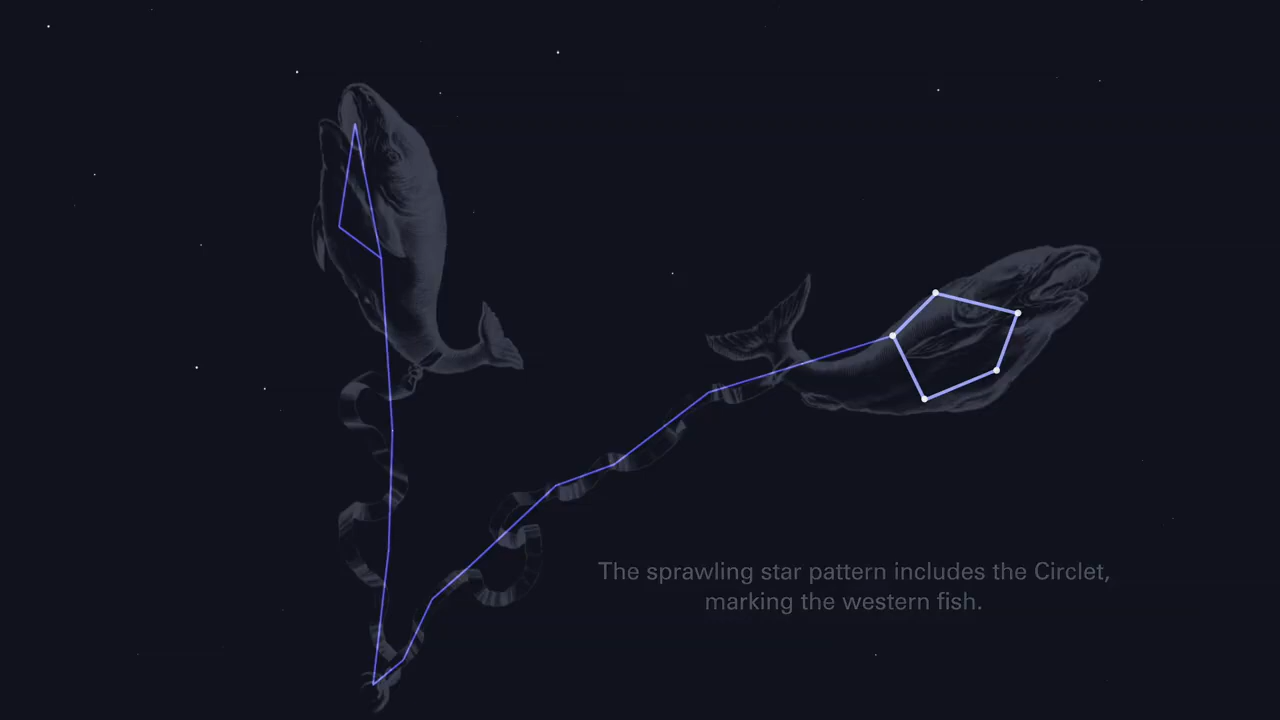 The sprawling star pattern includes the Circlet,
marking the western fish.